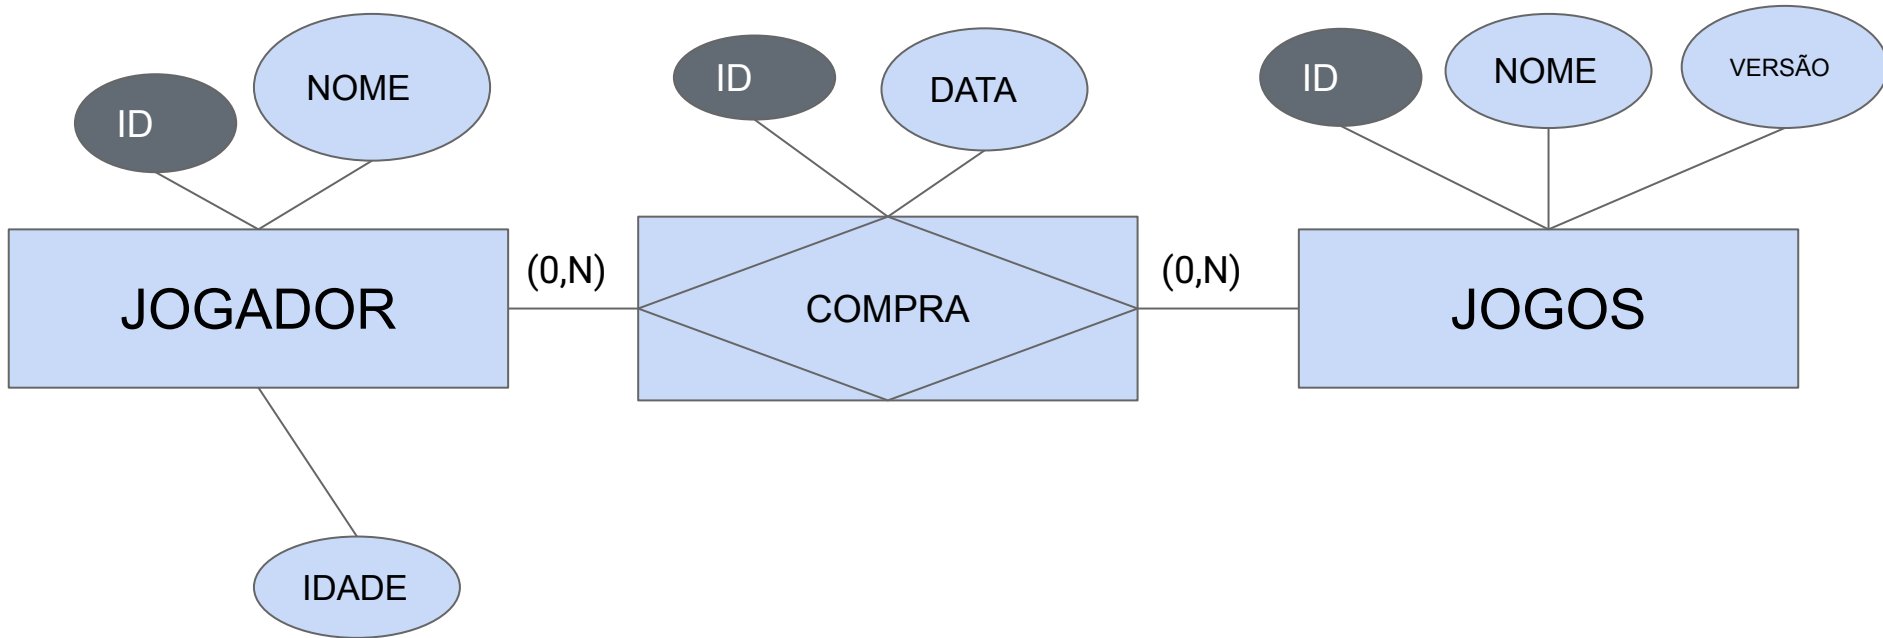 ID
NOME
ID
DATA
ID
NOME
VERSÃO
JOGADOR
(0,N)
COMPRA
(0,N)
JOGOS
IDADE